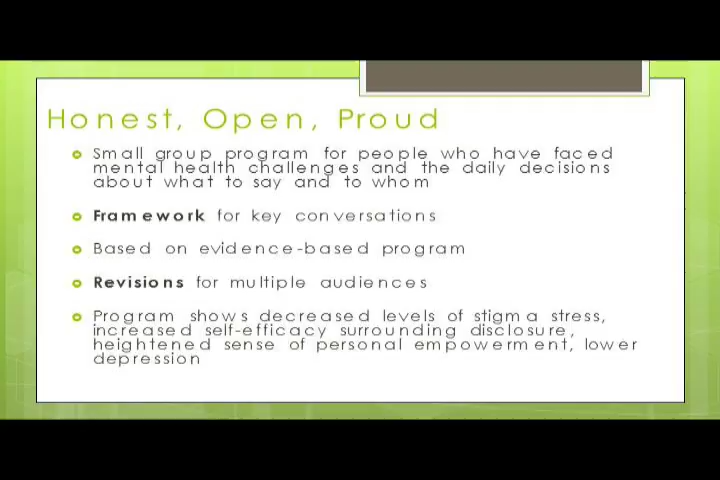 Honest, Open, Proud
Small group program for people who have faced
mental health challenges and the daily decisions
about what to say and to whom
Framework for key conversations
Based on evidence-based program
Revisions for multiple audiences
Program shows decreased levels of stigma stress,
increased self-efficacy surrounding disclosure,
heightened sense of personal empowerment, lower
depression